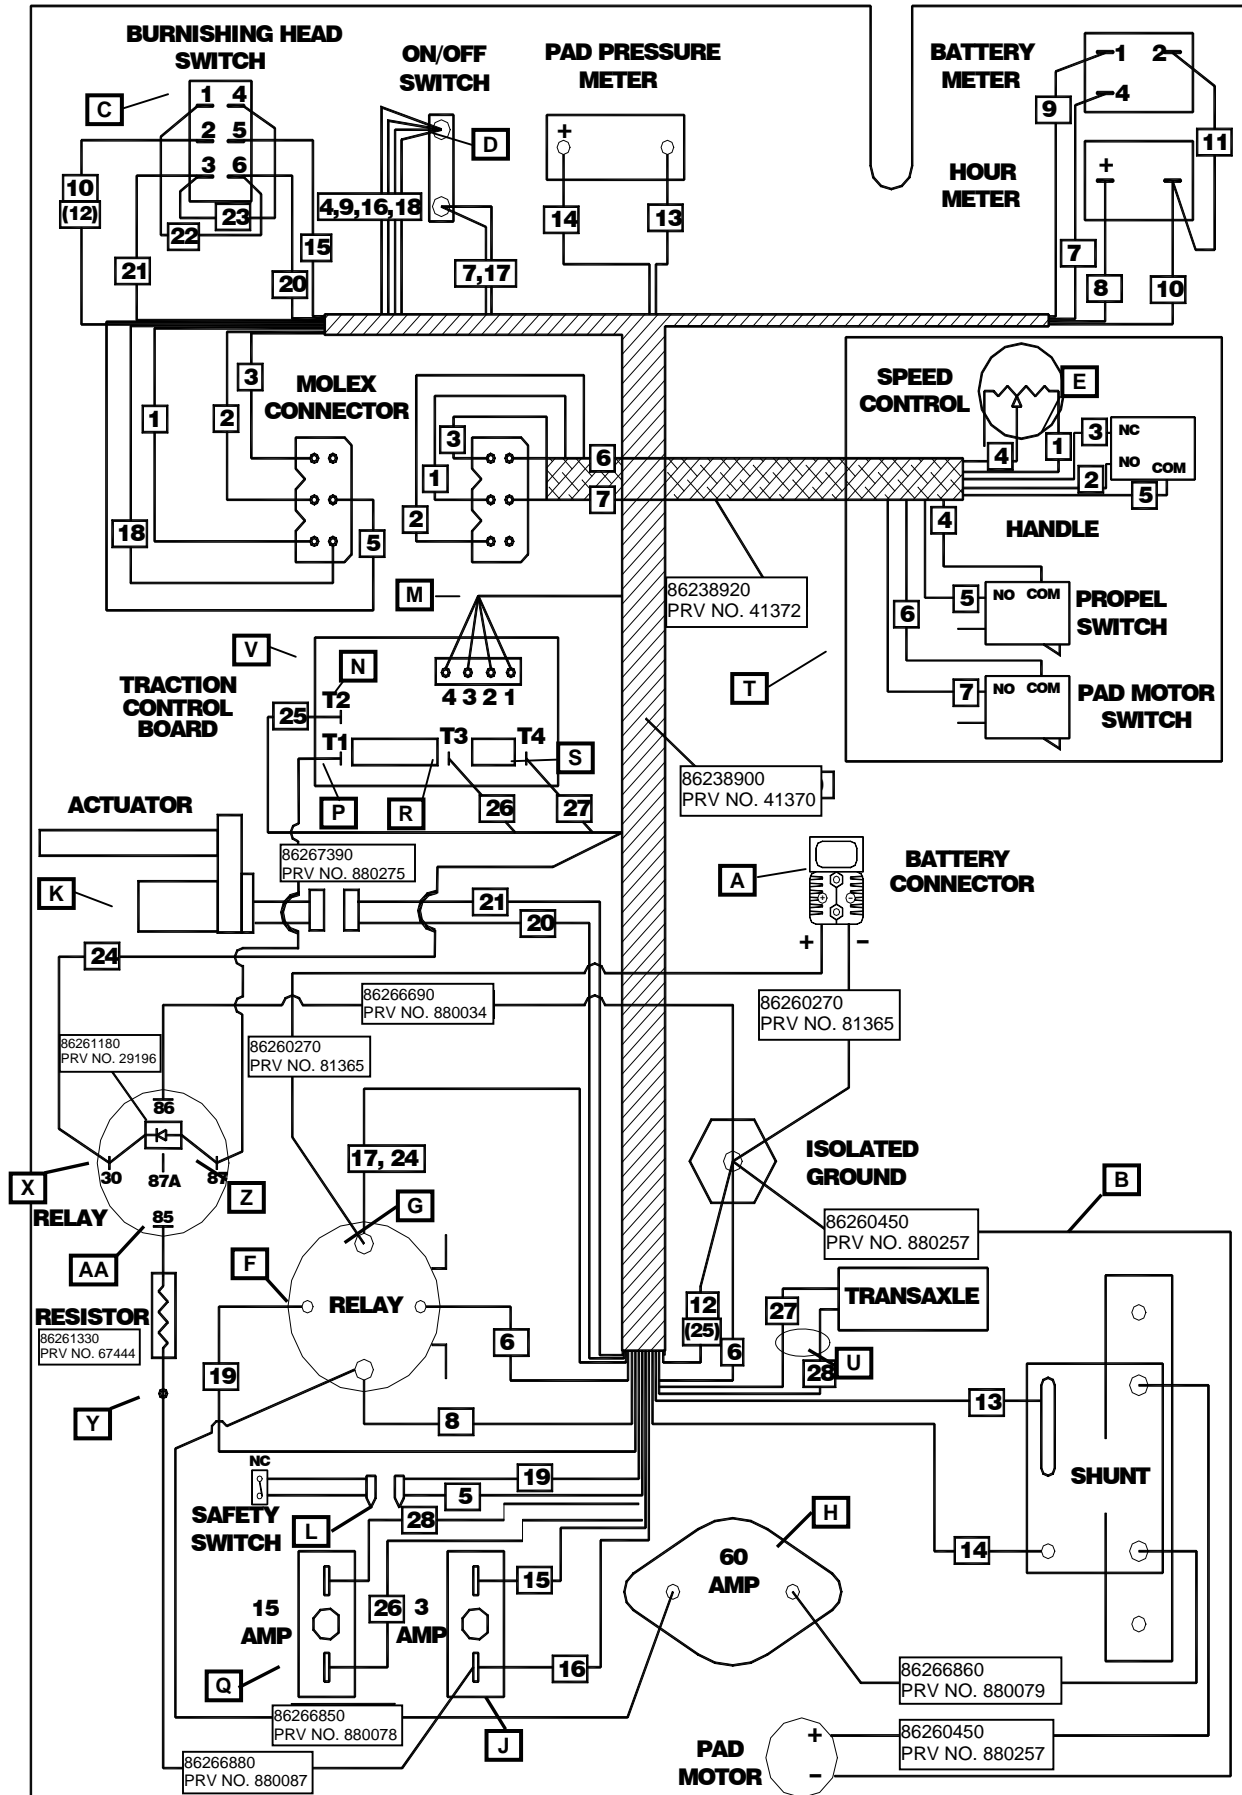 BURNISHING HEAD
SWITCH
C
1 4
2 5
3 6
10
(12)
23
22
15
21
20
ON/OFF
SWITCH
D
4,9,16,18
7,17
PAD PRESSURE
METER
+
14
13
BATTERY
METER
1 2
4
9
11
HOUR
METER
+
7
8
10
3
MOLEX
CONNECTOR
1
2
18
5
3
1
2
6
7
SPEED
CONTROL
E
4
1
3
NC
NO
COM
2
5
HANDLE
4
5
NO COM
PROPEL
SWITCH
6
7
NO COM
PAD MOTOR
SWITCH
T
86238920
PRV NO. 41372
M
V
N
4 3 2 1
TRACTION
CONTROL
BOARD
T2
25
T1
T3
T4
S
P
R
26
27
86238900
PRV NO. 41370
ACTUATOR
K
86267390
PRV NO. 880275
21
20
24
A
BATTERY
CONNECTOR
+ −
+ −
86266690
PRV NO. 880034
86260270
PRV NO. 81365
86261180
PRV NO. 29196
86260270
PRV NO. 81365
86
30
87A
87
85
X
Z
RELAY
AA
17, 24
G
F
RELAY
ISOLATED
GROUND
B
86260450
PRV NO. 880257
RESISTOR
86261330
PRV NO. 67444
19
Y
6
12
(25)
6
27
TRANSAXLE
U
28
8
13
SHUNT
NC
19
5
SAFETY
SWITCH
L
28
14
H
60
AMP
15
AMP
26
3
AMP
15
16
Q
J
86266850
PRV NO. 880078
86266880
PRV NO. 880087
86266860
PRV NO. 880079
86260450
PRV NO. 880257
PAD
MOTOR
+
−